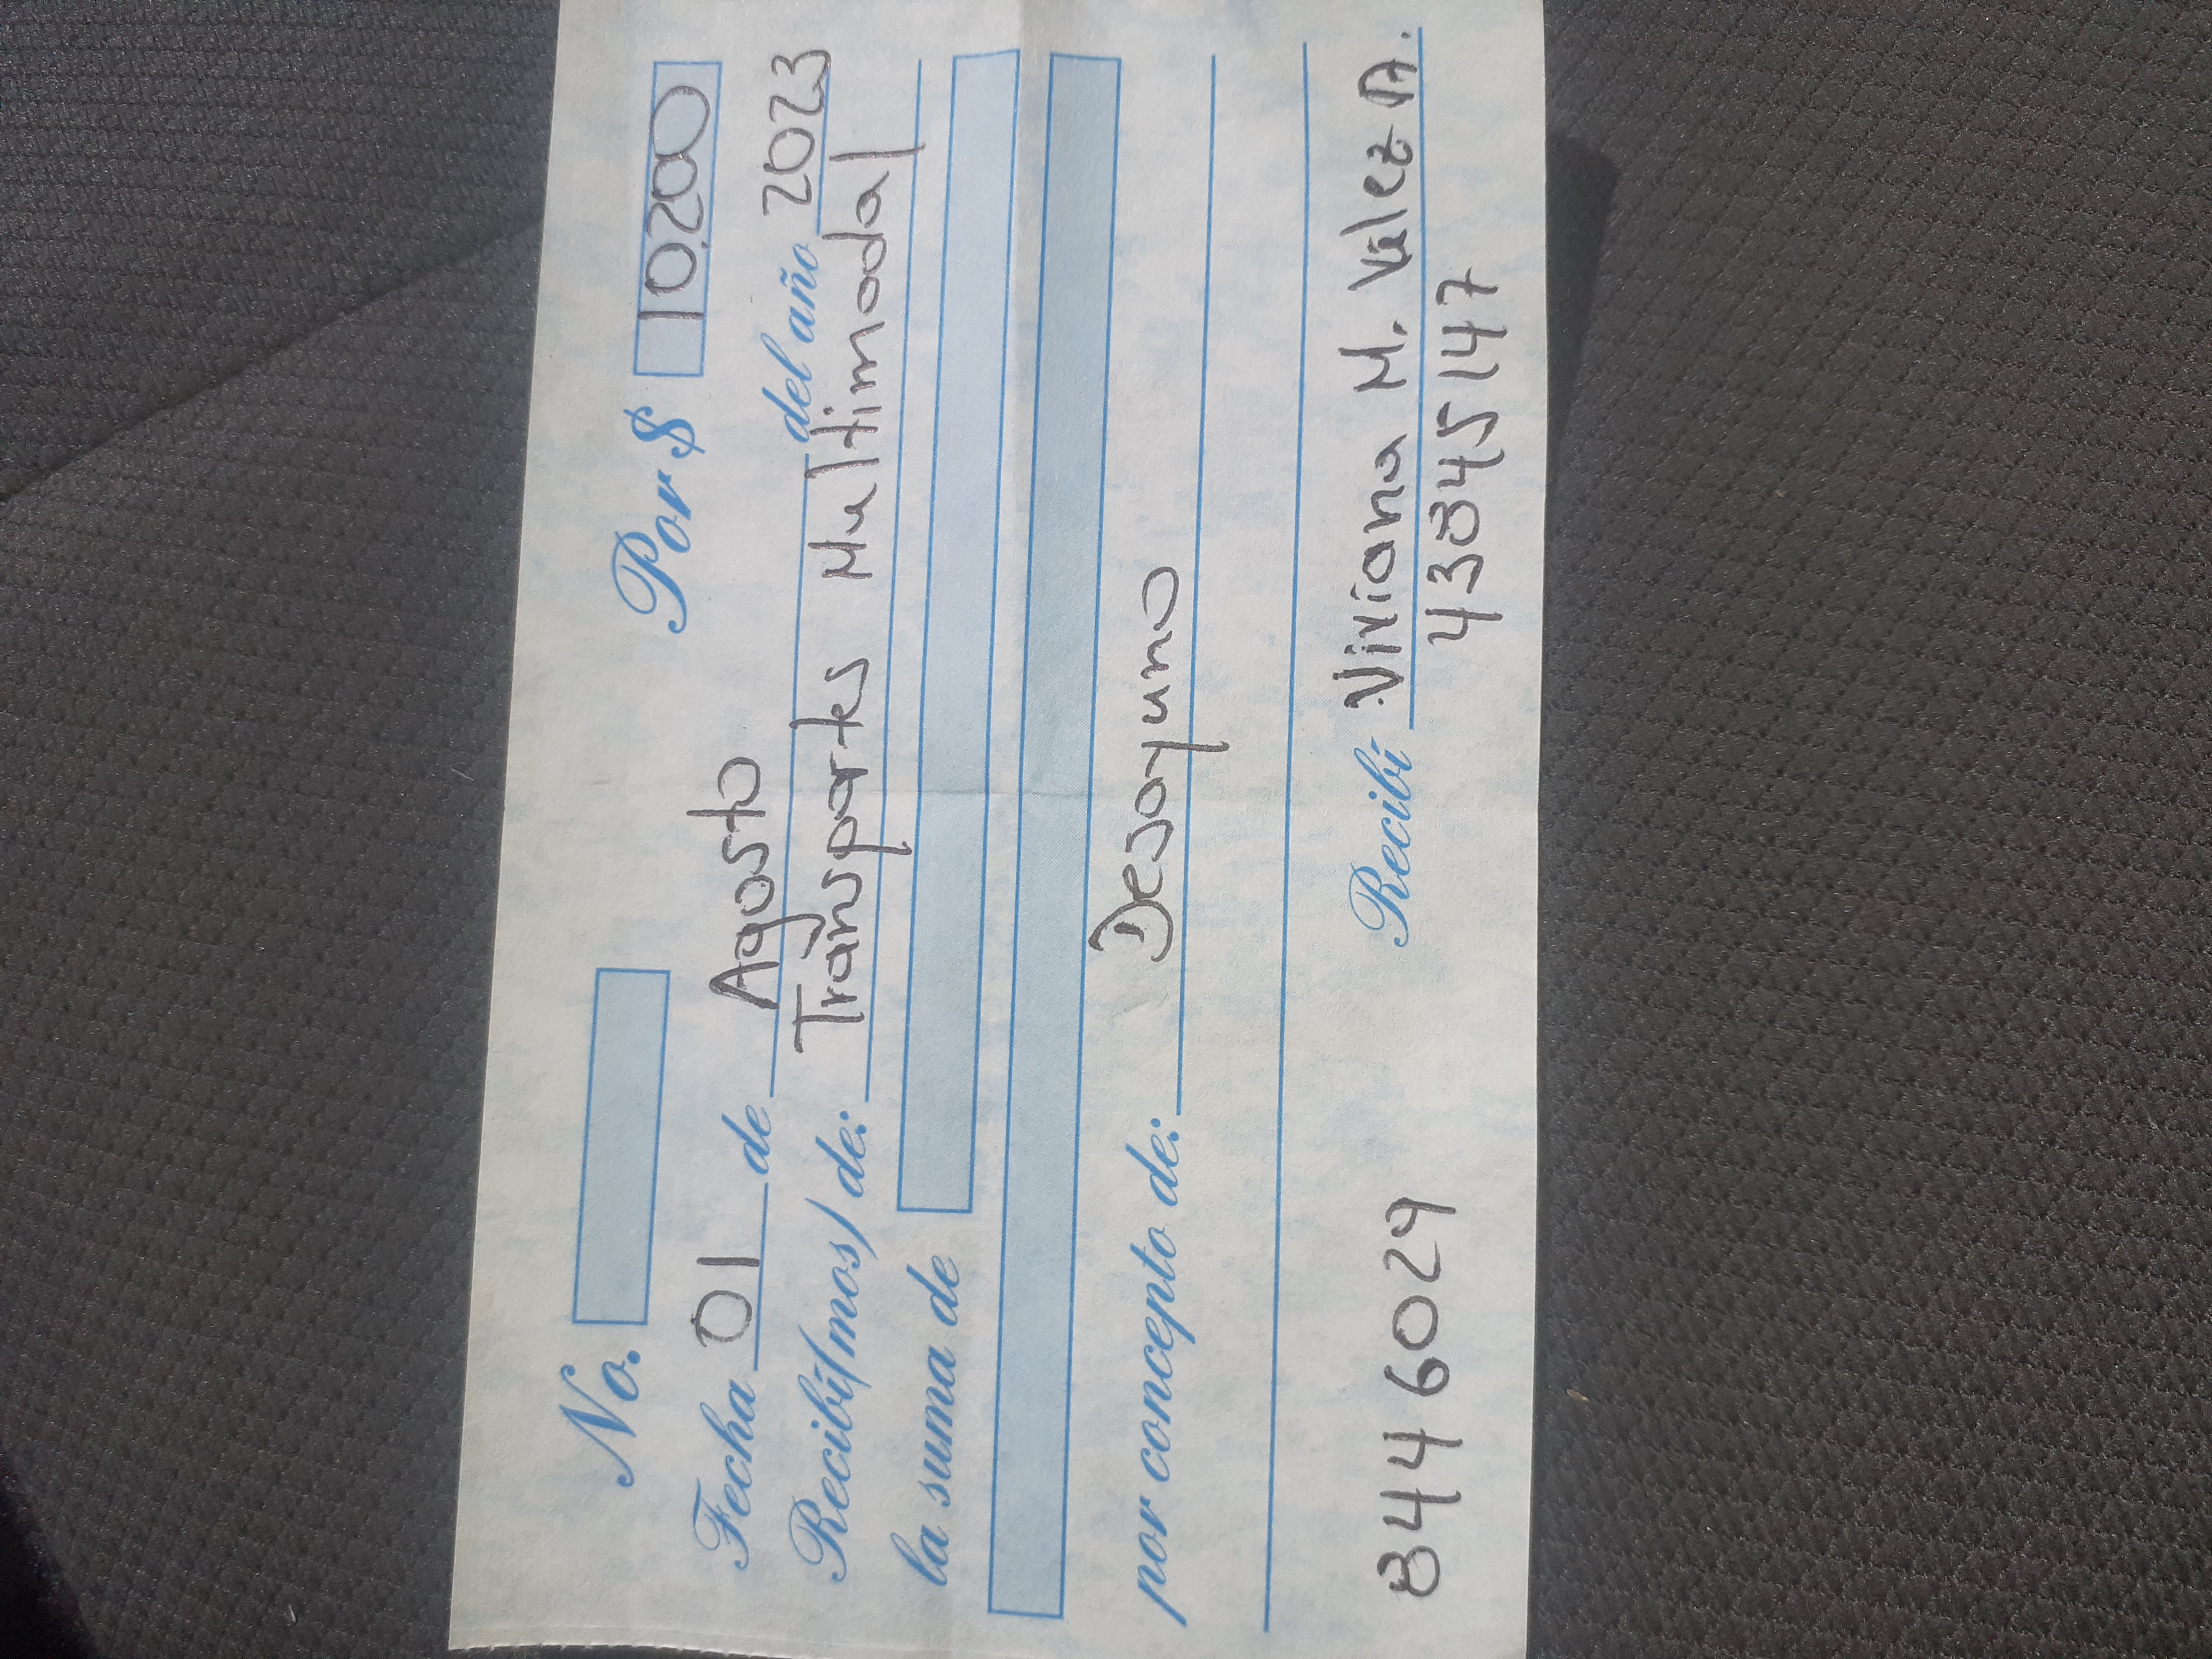 No. Por $ 10.200
Fecha 01 de Agosto del año 2023
Recibí(mos) de: Transportes Multimodal
la suma de
por concepto de: Desayuno
Recibí Viviana M. Vélez A.
8446029 43845147